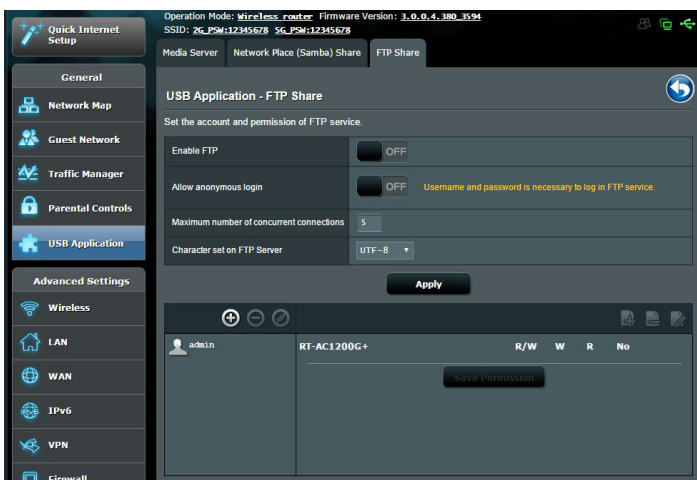 Quick Internet
Setup
Operation Mode: Wireless router Firmware Version: 3.0.0.4.380_3594
SSID: 2G_PSW:12345678 5G_PSW:12345678
Media Server Network Place (Samba) Share FTP Share
General
Network Map
Guest Network
Traffic Manager
Parental Controls
USB Application
Advanced Settings
Wireless
LAN
WAN
IPv6
VPN
Firewall
USB Application - FTP Share
Set the account and permission of FTP service.
Enable FTP OFF
Allow anonymous login OFF Username and password is necessary to log in FTP service.
Maximum number of concurrent connections 5
Character set on FTP Server UTF-8
Apply
admin RT-AC1200G+ R/W W R No
Save Permission